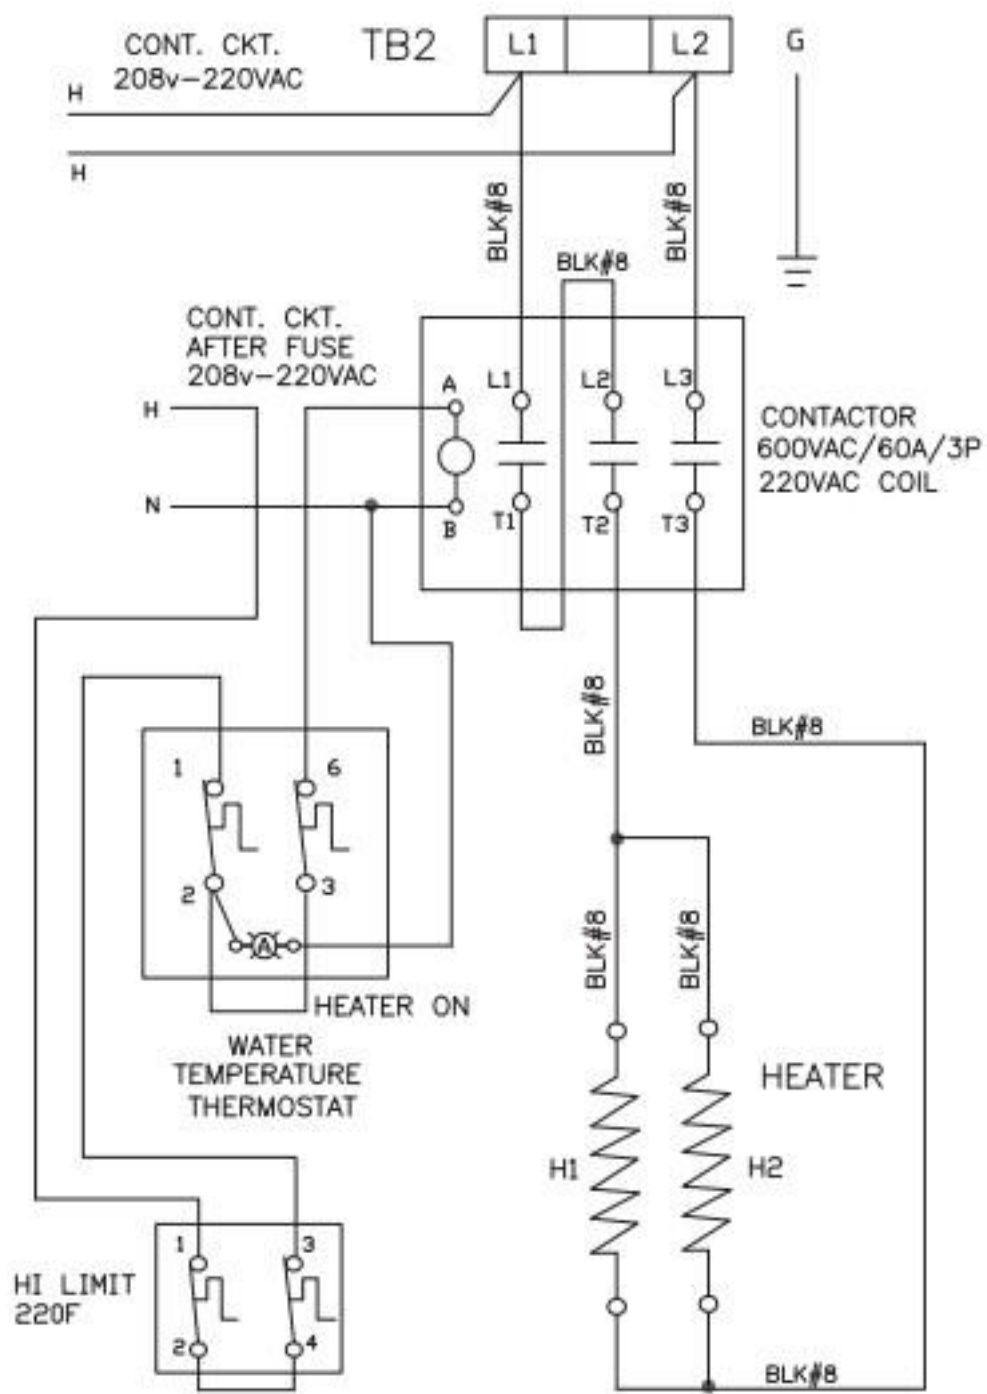 CONT. CKT.
208v-220VAC
TB2
L1
L2
G
H
H
BLK#8
BLK#8
BLK#8
CONT. CKT.
AFTER FUSE
208v-220VAC
H
N
A
B
L1
L2
L3
T1
T2
T3
CONTACTOR
600VAC/60A/3P
220VAC COIL
BLK#8
BLK#8
1
6
2
3
A
HEATER ON
WATER
TEMPERATURE
THERMOSTAT
BLK#8
BLK#8
HEATER
H1
H2
HI LIMIT
220F
1
3
2
4
BLK#8